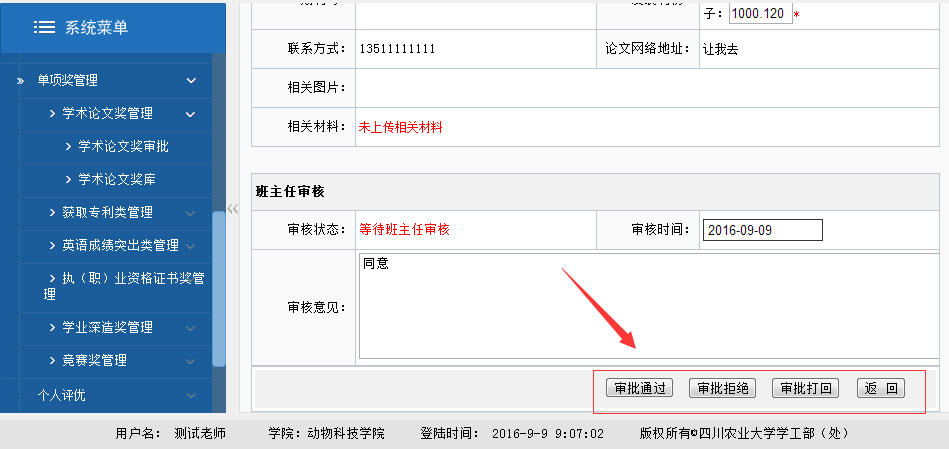 系统菜单
单项奖管理
学术论文奖管理
学术论文奖审批
学术论文奖库
获取专利类管理
英语成绩突出类管理
执（职）业资格证书奖管
理
学业深造奖管理
竞赛奖管理
个人评优
子： 1000.120 *
联系方式： 13511111111 论文网络地址： 让我去
相关图片：
相关材料： 未上传相关材料
班主任审核
审核状态： 等待班主任审核 审核时间： 2016-09-09
审核意见： 同意
审批通过 审批拒绝 审批打回 返 回
用户名： 测试老师 学院：动物科技学院 登陆时间： 2016-9-9 9:07:02 版权所有©四川农业大学学工部（处）